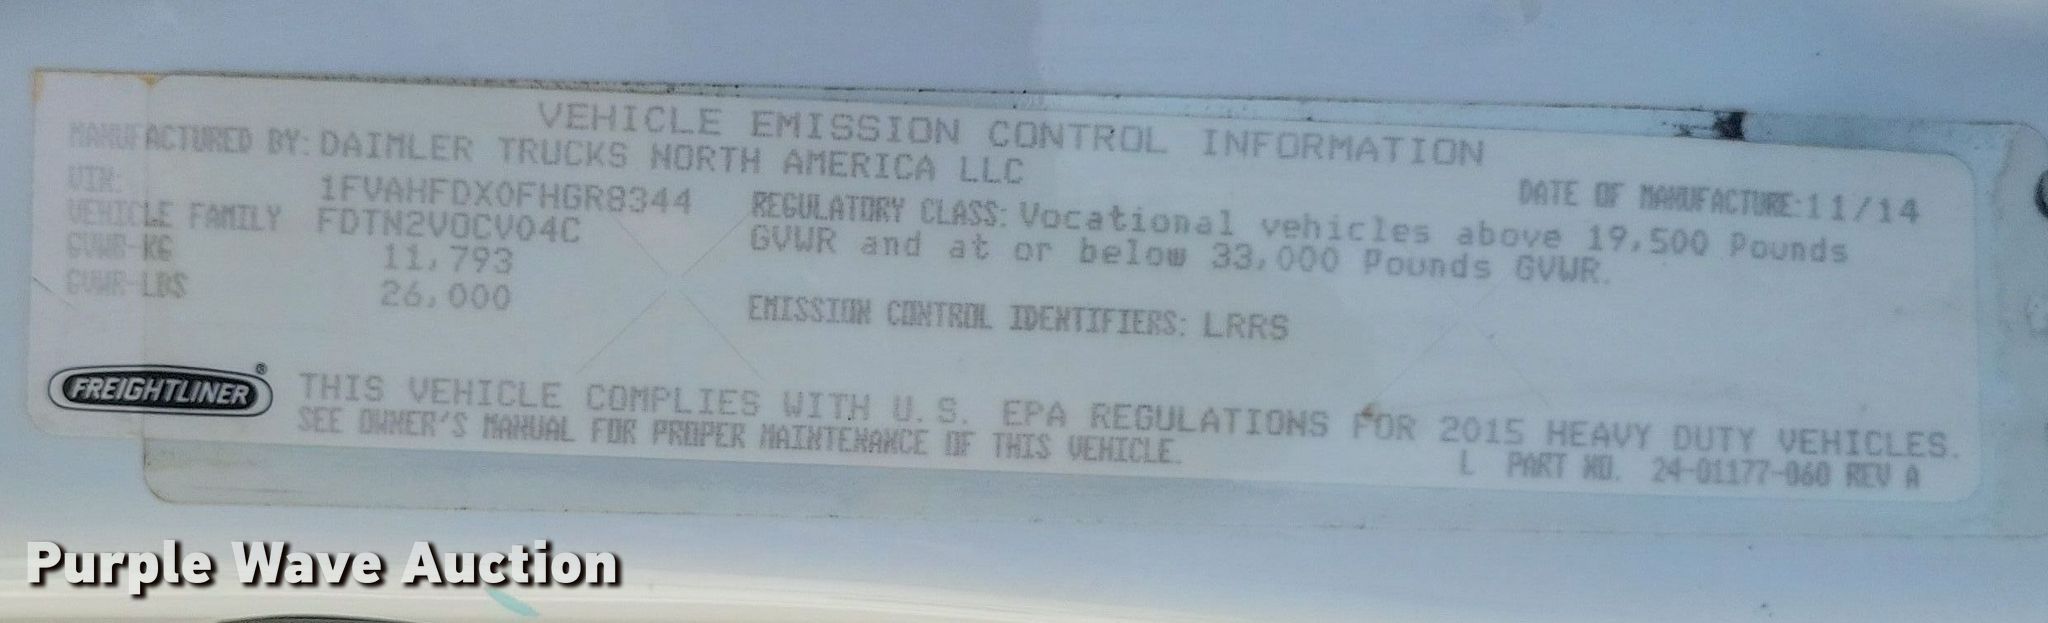 VEHICLE EMISSION CONTROL INFORMATION
MANUFACTURED BY: DAIMLER TRUCKS NORTH AMERICA LLC
DATE OF MANUFACTURE: 11/14
VIN: 1FVAHFDX0FHGR8344
VEHICLE FAMILY FDTN2VOCV04C
GVWR-KG 11,793
GVWR-LBS 26,000
REGULATORY CLASS: Vocational vehicles above 19,500 Pounds
GVWR and at or below 33,000 Pounds GVWR.
EMISSION CONTROL IDENTIFIERS: LRRS
FREIGHTLINER®
THIS VEHICLE COMPLIES WITH U.S. EPA REGULATIONS FOR 2015 HEAVY DUTY VEHICLES.
SEE OWNER'S MANUAL FOR PROPER MAINTENANCE OF THIS VEHICLE.
L PART NO. 24-01177-060 REV A
Purple Wave Auction